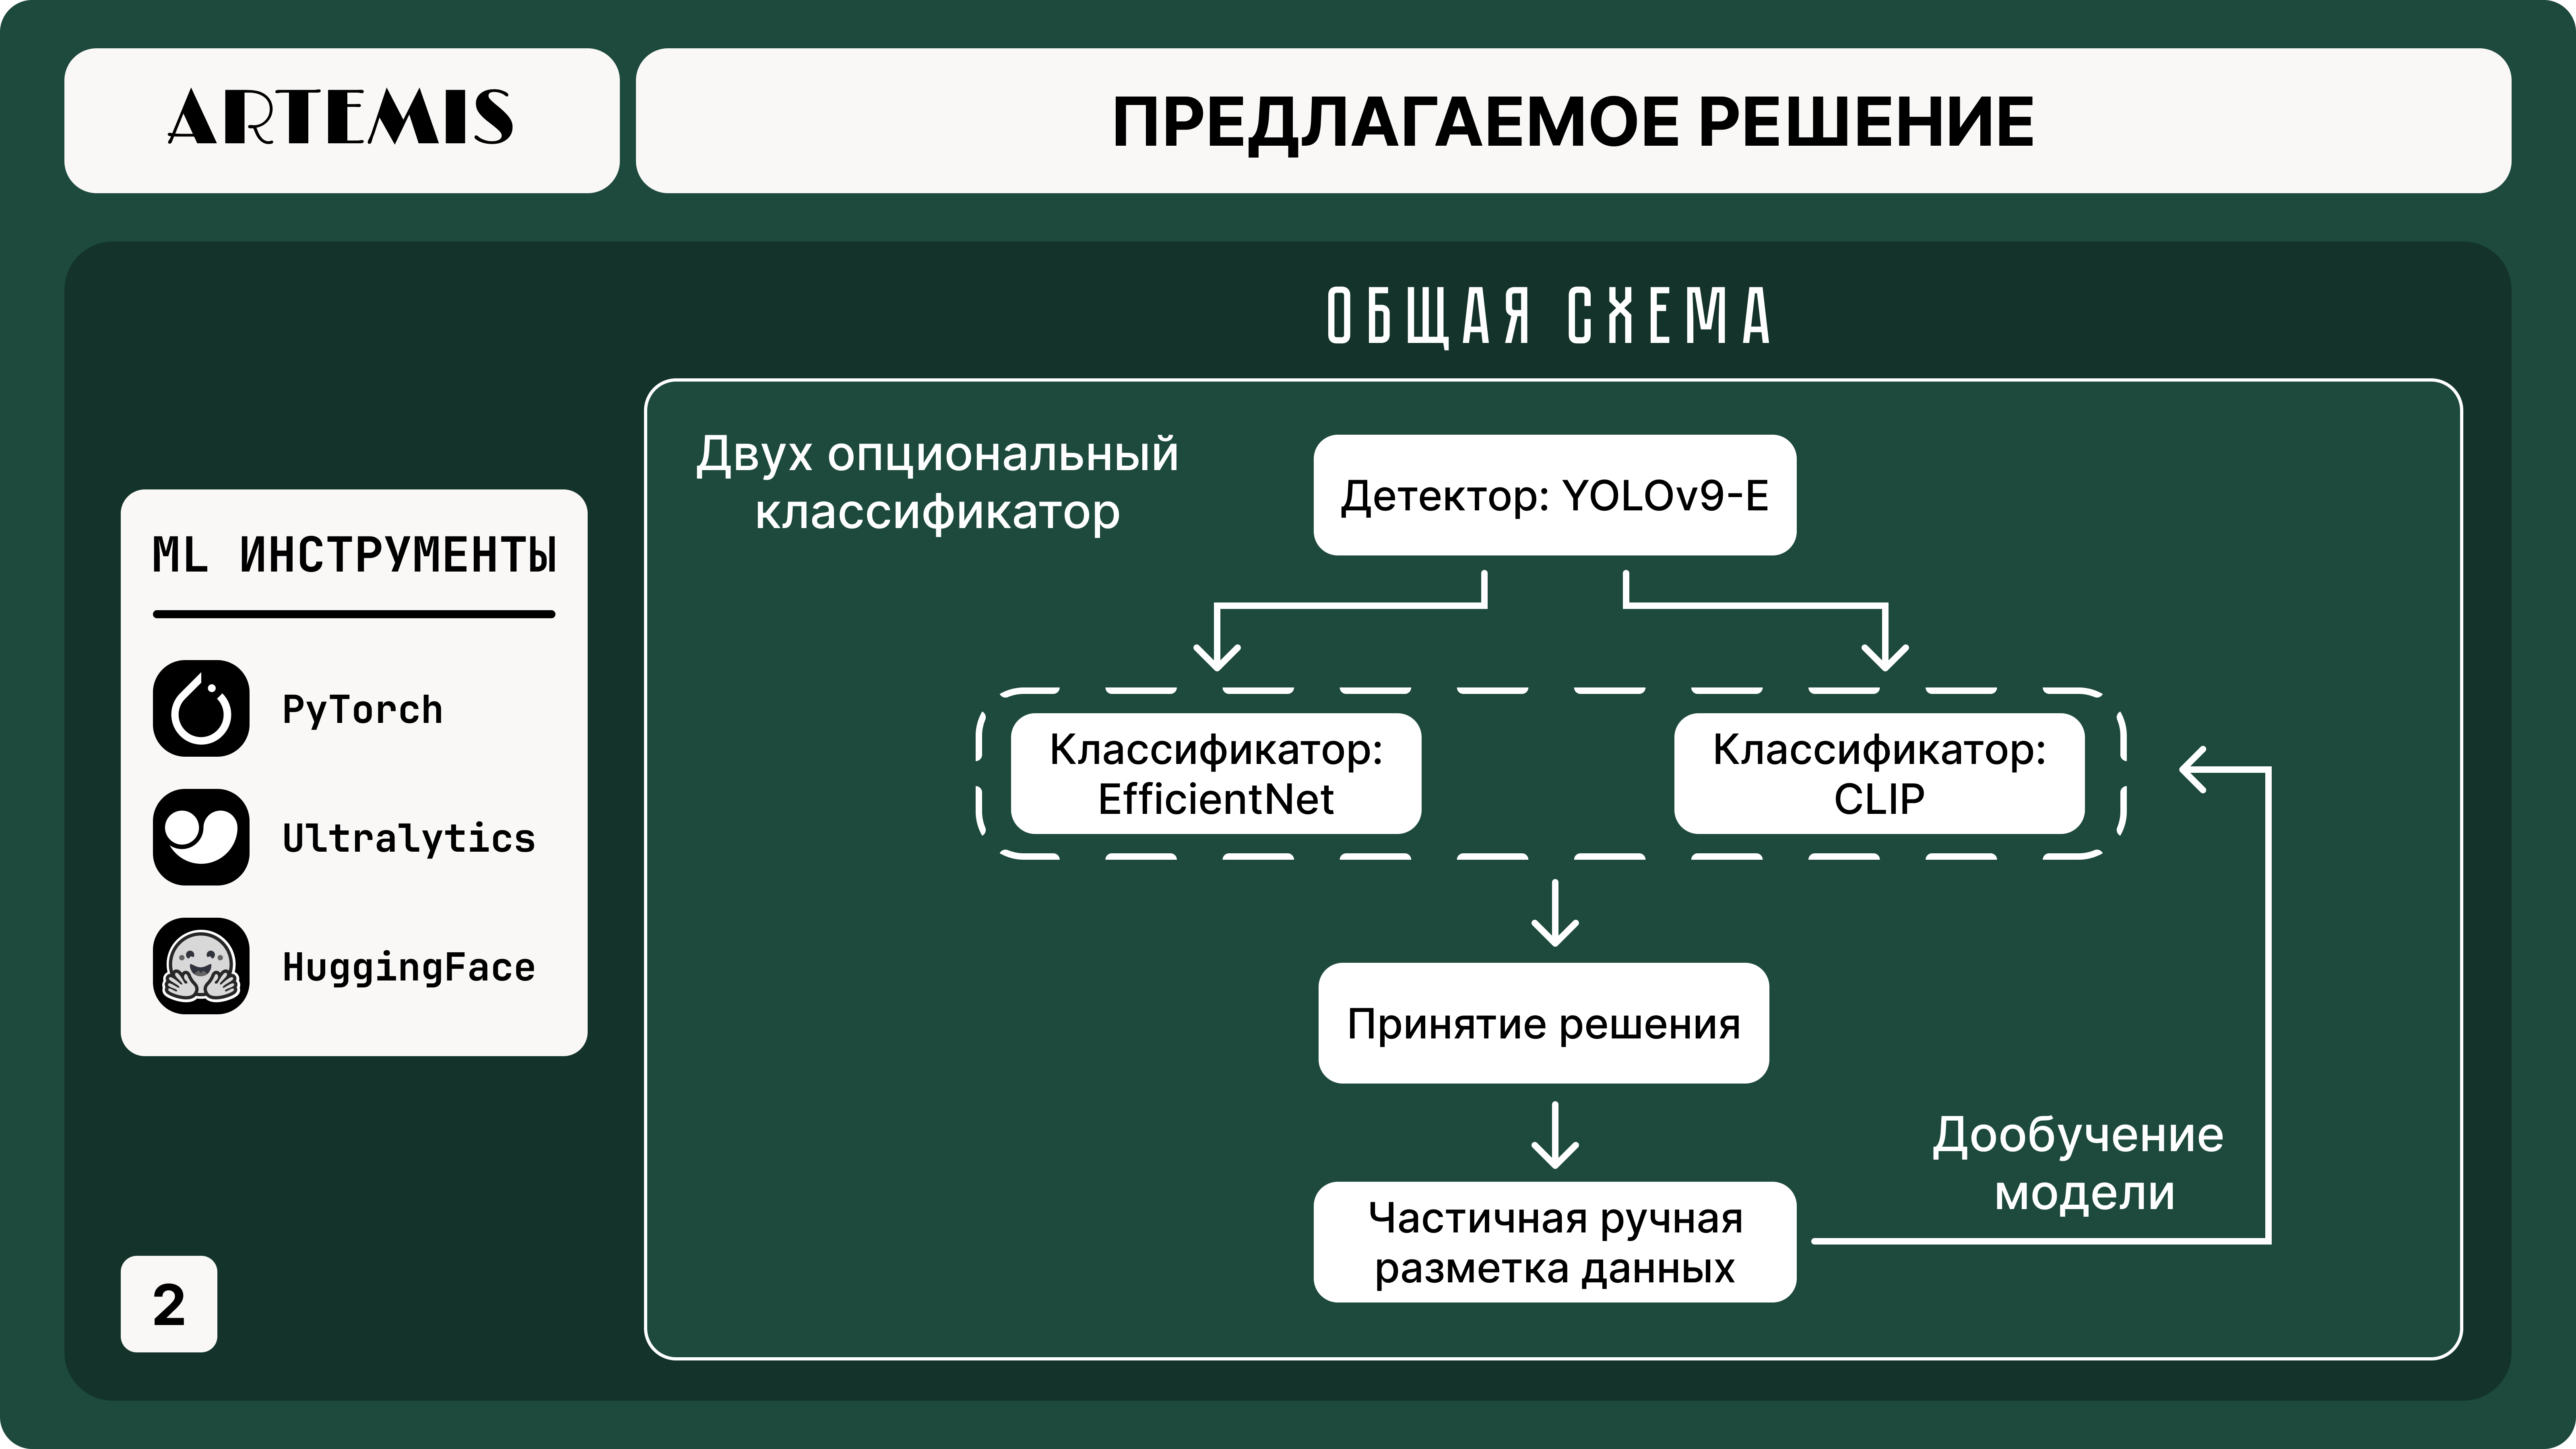 ARTEMIS
ПРЕДЛАГАЕМОЕ РЕШЕНИЕ
ОБЩАЯ СХЕМА
ML ИНСТРУМЕНТЫ
PyTorch
Ultralytics
HuggingFace
2
Двух опциональный
классификатор
Детектор: YOLOv9-E
Классификатор:
EfficientNet
Классификатор:
CLIP
Принятие решения
Частичная ручная
разметка данных
Дообучение
модели